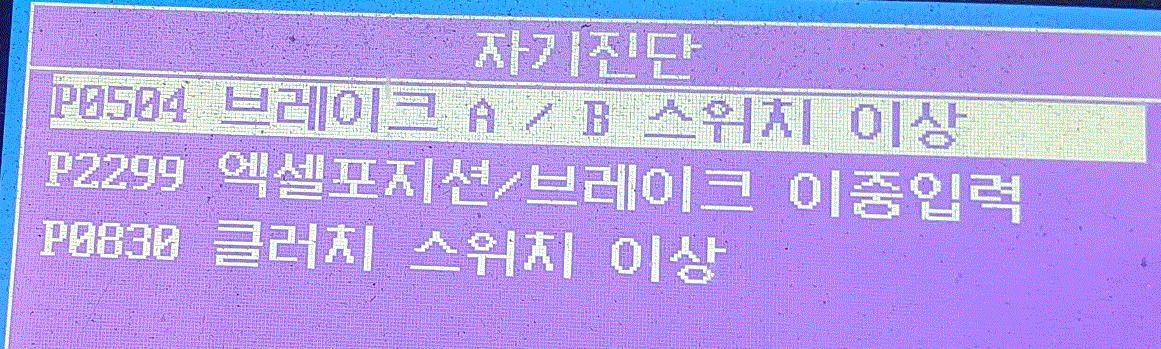 자기진단
P0504 브레이크 A / B 스위치 이상
P2299 엑셀포지션/브레이크 이중입력
P0830 클러치 스위치 이상